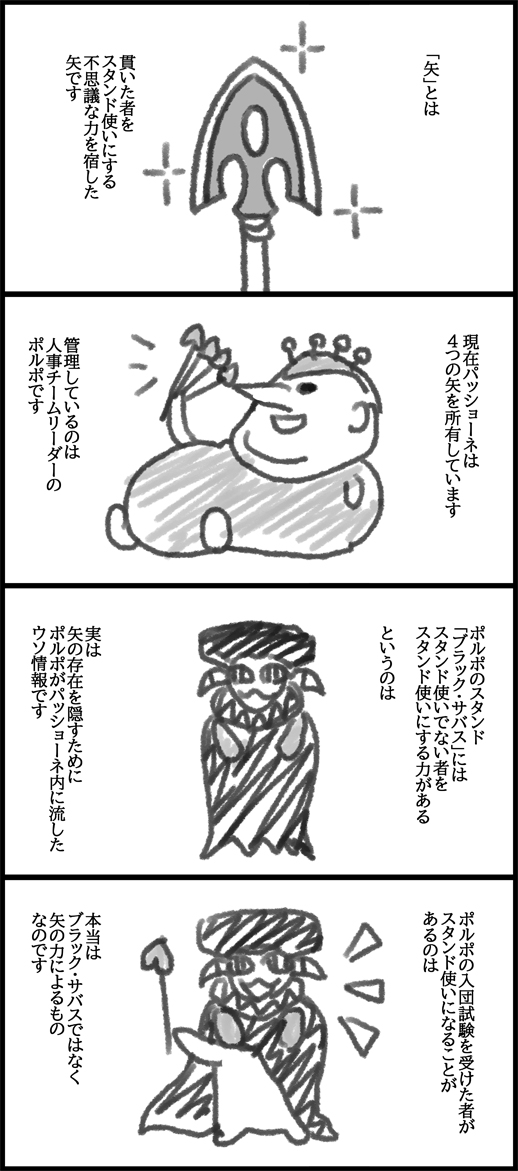 「矢」とは
貫いた者を
スタンド使いにする
不思議な力を宿した
矢です
現在パッショーネは
4つの矢を所有しています
管理しているのは
人事チームリーダーの
ポルポです
ポルポのスタンド
「ブラック・サバス」には
スタンド使いでない者を
スタンド使いにする力がある
というのは
実は
矢の存在を隠すために
ポルポがパッショーネ内に流した
ウソ情報です
ポルポの入団試験を受けた者が
スタンド使いになることが
あるのは
本当は
ブラック・サバスではなく
矢の力によるもの
なのです